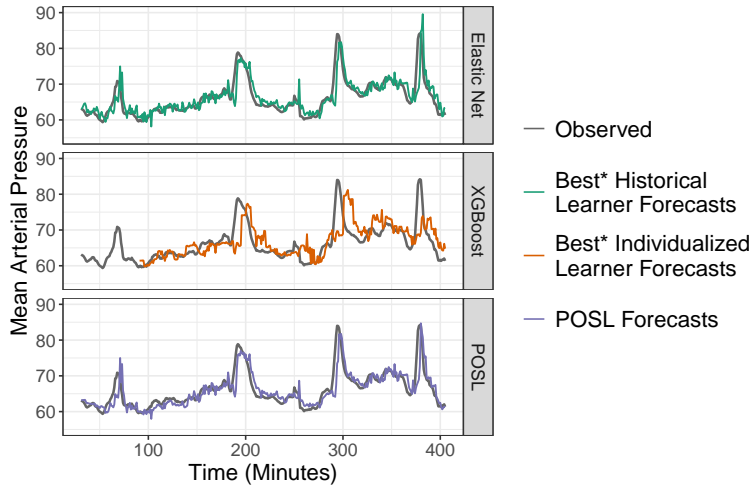 90
80
70
60
Elastic Net
90
80
70
60
XGBoost
90
80
70
60
POSL
Mean Arterial Pressure
100
200
300
400
Time (Minutes)
Observed
Best* Historical
Learner Forecasts
Best* Individualized
Learner Forecasts
POSL Forecasts